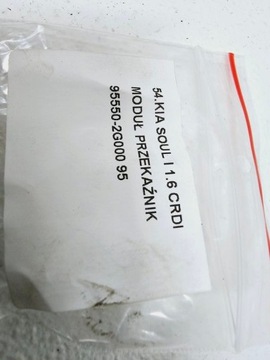 54.KIA SOUL I 1.6 CRDI
MODUŁ PRZEKAŹNIK
95550-2G000 95